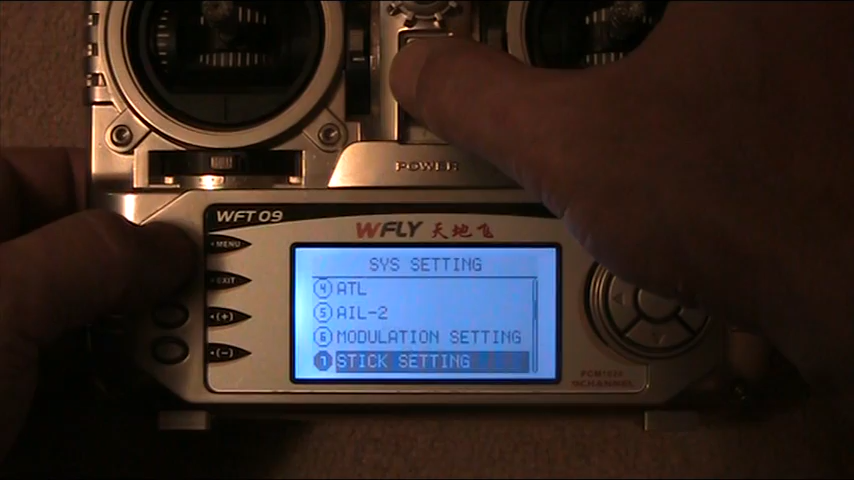 POWER
WFT 09
WFLY 天地飞
MENU
EXIT
(+)
(-)
SYS SETTING
④ ATL
⑤ AIL-2
⑥ MODULATION SETTING
⑦ STICK SETTING
PCM1024
9CHANNEL